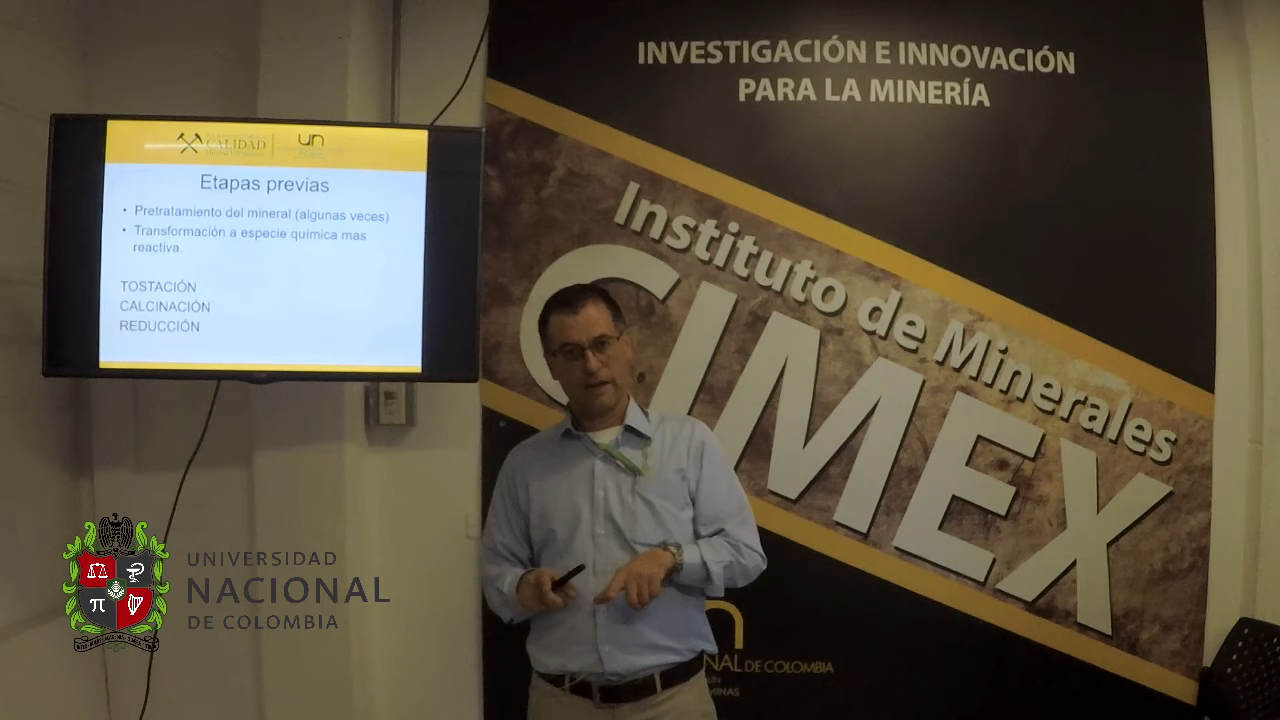 INVESTIGACIÓN E INNOVACIÓN
PARA LA MINERÍA
Instituto de Minerales
CIMEX
CALIDAD
un
Etapas previas
• Pretratamiento del mineral (algunas veces)
• Transformación a especie química mas
reactiva.
TOSTACIÓN
CALCINACIÓN
REDUCCIÓN
UNIVERSIDAD
NACIONAL
DE COLOMBIA
NAL DE COLOMBIA
MINAS